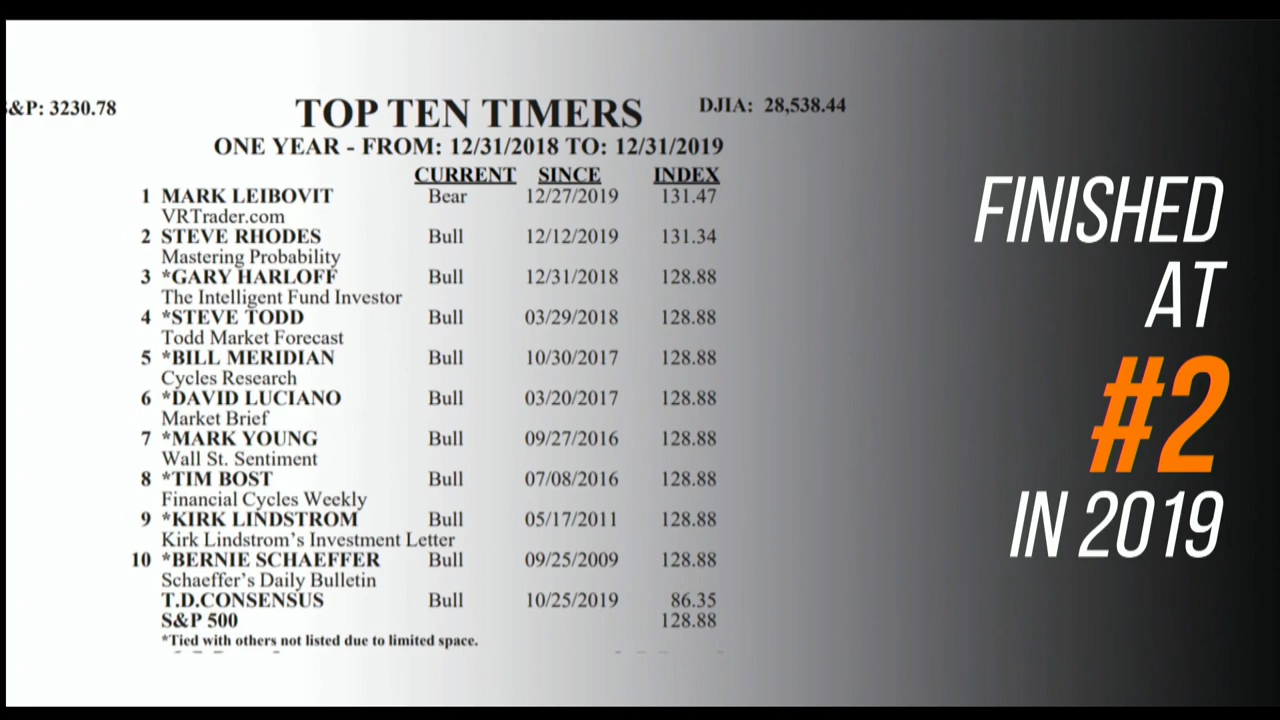 &P: 3230.78
TOP TEN TIMERS
DJIA: 28,538.44
ONE YEAR - FROM: 12/31/2018 TO: 12/31/2019
CURRENT SINCE INDEX
1 MARK LEIBOVIT Bear 12/27/2019 131.47
VRTrader.com
2 STEVE RHODES Bull 12/12/2019 131.34
Mastering Probability
3 *GARY HARLOFF Bull 12/31/2018 128.88
The Intelligent Fund Investor
4 *STEVE TODD Bull 03/29/2018 128.88
Todd Market Forecast
5 *BILL MERIDIAN Bull 10/30/2017 128.88
Cycles Research
6 *DAVID LUCIANO Bull 03/20/2017 128.88
Market Brief
7 *MARK YOUNG Bull 09/27/2016 128.88
Wall St. Sentiment
8 *TIM BOST Bull 07/08/2016 128.88
Financial Cycles Weekly
9 *KIRK LINDSTROM Bull 05/17/2011 128.88
Kirk Lindstrom's Investment Letter
10 *BERNIE SCHAEFFER Bull 09/25/2009 128.88
Schaeffer's Daily Bulletin
T.D.CONSENSUS Bull 10/25/2019 86.35
S&P 500 128.88
*Tied with others not listed due to limited space.
FINISHED
AT
#2
IN 2019